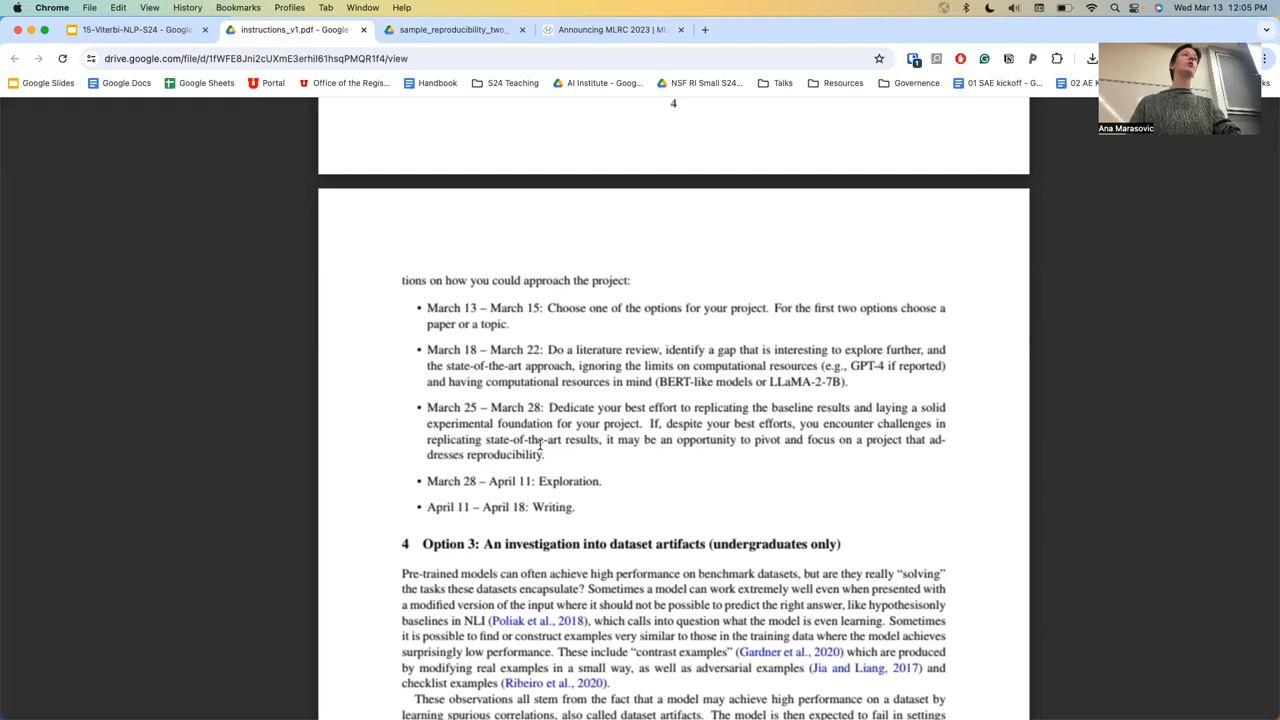 Chrome File Edit View History Bookmarks Profiles Tab Window Help Wed Mar 13 12:05 PM
15-Viterbi-NLP-S24 - Google instructions_v1.pdf - Google sample_reproducibility_two_ Announcing MLRC 2023 | ML
drive.google.com/file/d/1fWFE8Jni2cUXmE3erhiI61hsqPMQR1f4/view
Google Slides Google Docs Google Sheets Portal Office of the Regis... Handbook S24 Teaching AI Institute - Googl... NSF RI Small S24... Talks Resources Governence 01 SAE kickoff - G... 02 AE K
Ana Marasovic
4
tions on how you could approach the project:
• March 13 – March 15: Choose one of the options for your project. For the first two options choose a
paper or a topic.
• March 18 – March 22: Do a literature review, identify a gap that is interesting to explore further, and
the state-of-the-art approach, ignoring the limits on computational resources (e.g., GPT-4 if reported)
and having computational resources in mind (BERT-like models or LLaMA-2-7B).
• March 25 – March 28: Dedicate your best effort to replicating the baseline results and laying a solid
experimental foundation for your project. If, despite your best efforts, you encounter challenges in
replicating state-of-the-art results, it may be an opportunity to pivot and focus on a project that ad-
dresses reproducibility.
• March 28 – April 11: Exploration.
• April 11 – April 18: Writing.
4 Option 3: An investigation into dataset artifacts (undergraduates only)
Pre-trained models can often achieve high performance on benchmark datasets, but are they really “solving”
the tasks these datasets encapsulate? Sometimes a model can work extremely well even when presented with
a modified version of the input where it should not be possible to predict the right answer, like hypothesisonly
baselines in NLI (Poliak et al., 2018), which calls into question what the model is even learning. Sometimes
it is possible to find or construct examples very similar to those in the training data where the model achieves
surprisingly low performance. These include “contrast examples” (Gardner et al., 2020) which are produced
by modifying real examples in a small way, as well as adversarial examples (Jia and Liang, 2017) and
checklist examples (Ribeiro et al., 2020).
These observations all stem from the fact that a model may achieve high performance on a dataset by
learning spurious correlations, also called dataset artifacts. The model is then expected to fail in settings